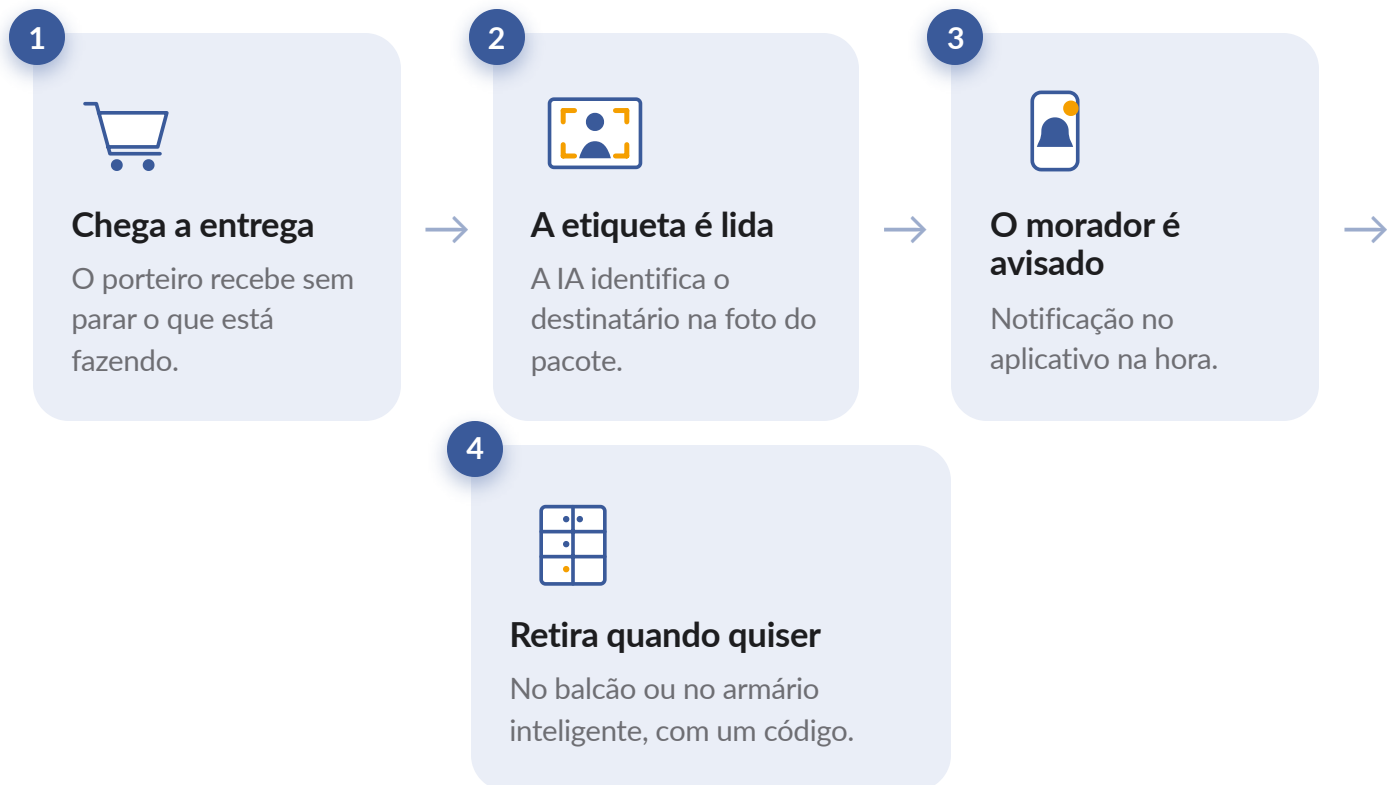 1
Chega a entrega
O porteiro recebe sem
parar o que está
fazendo.
2
A etiqueta é lida
A IA identifica o
destinatário na foto do
pacote.
3
O morador é
avisado
Notificação no
aplicativo na hora.
4
Retira quando quiser
No balcão ou no armário
inteligente, com um código.